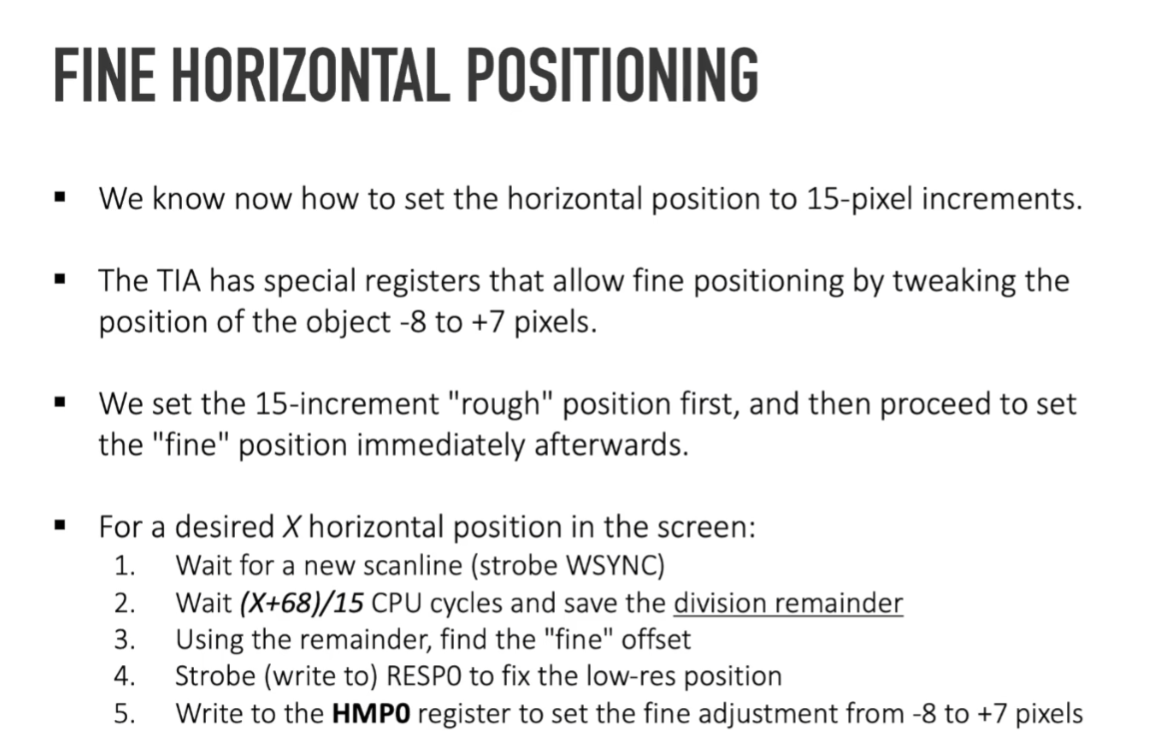 FINE HORIZONTAL POSITIONING
▪ We know now how to set the horizontal position to 15-pixel increments.
▪ The TIA has special registers that allow fine positioning by tweaking the
position of the object -8 to +7 pixels.
▪ We set the 15-increment "rough" position first, and then proceed to set
the "fine" position immediately afterwards.
▪ For a desired X horizontal position in the screen:
1. Wait for a new scanline (strobe WSYNC)
2. Wait (X+68)/15 CPU cycles and save the division remainder
3. Using the remainder, find the "fine" offset
4. Strobe (write to) RESP0 to fix the low-res position
5. Write to the HMP0 register to set the fine adjustment from -8 to +7 pixels